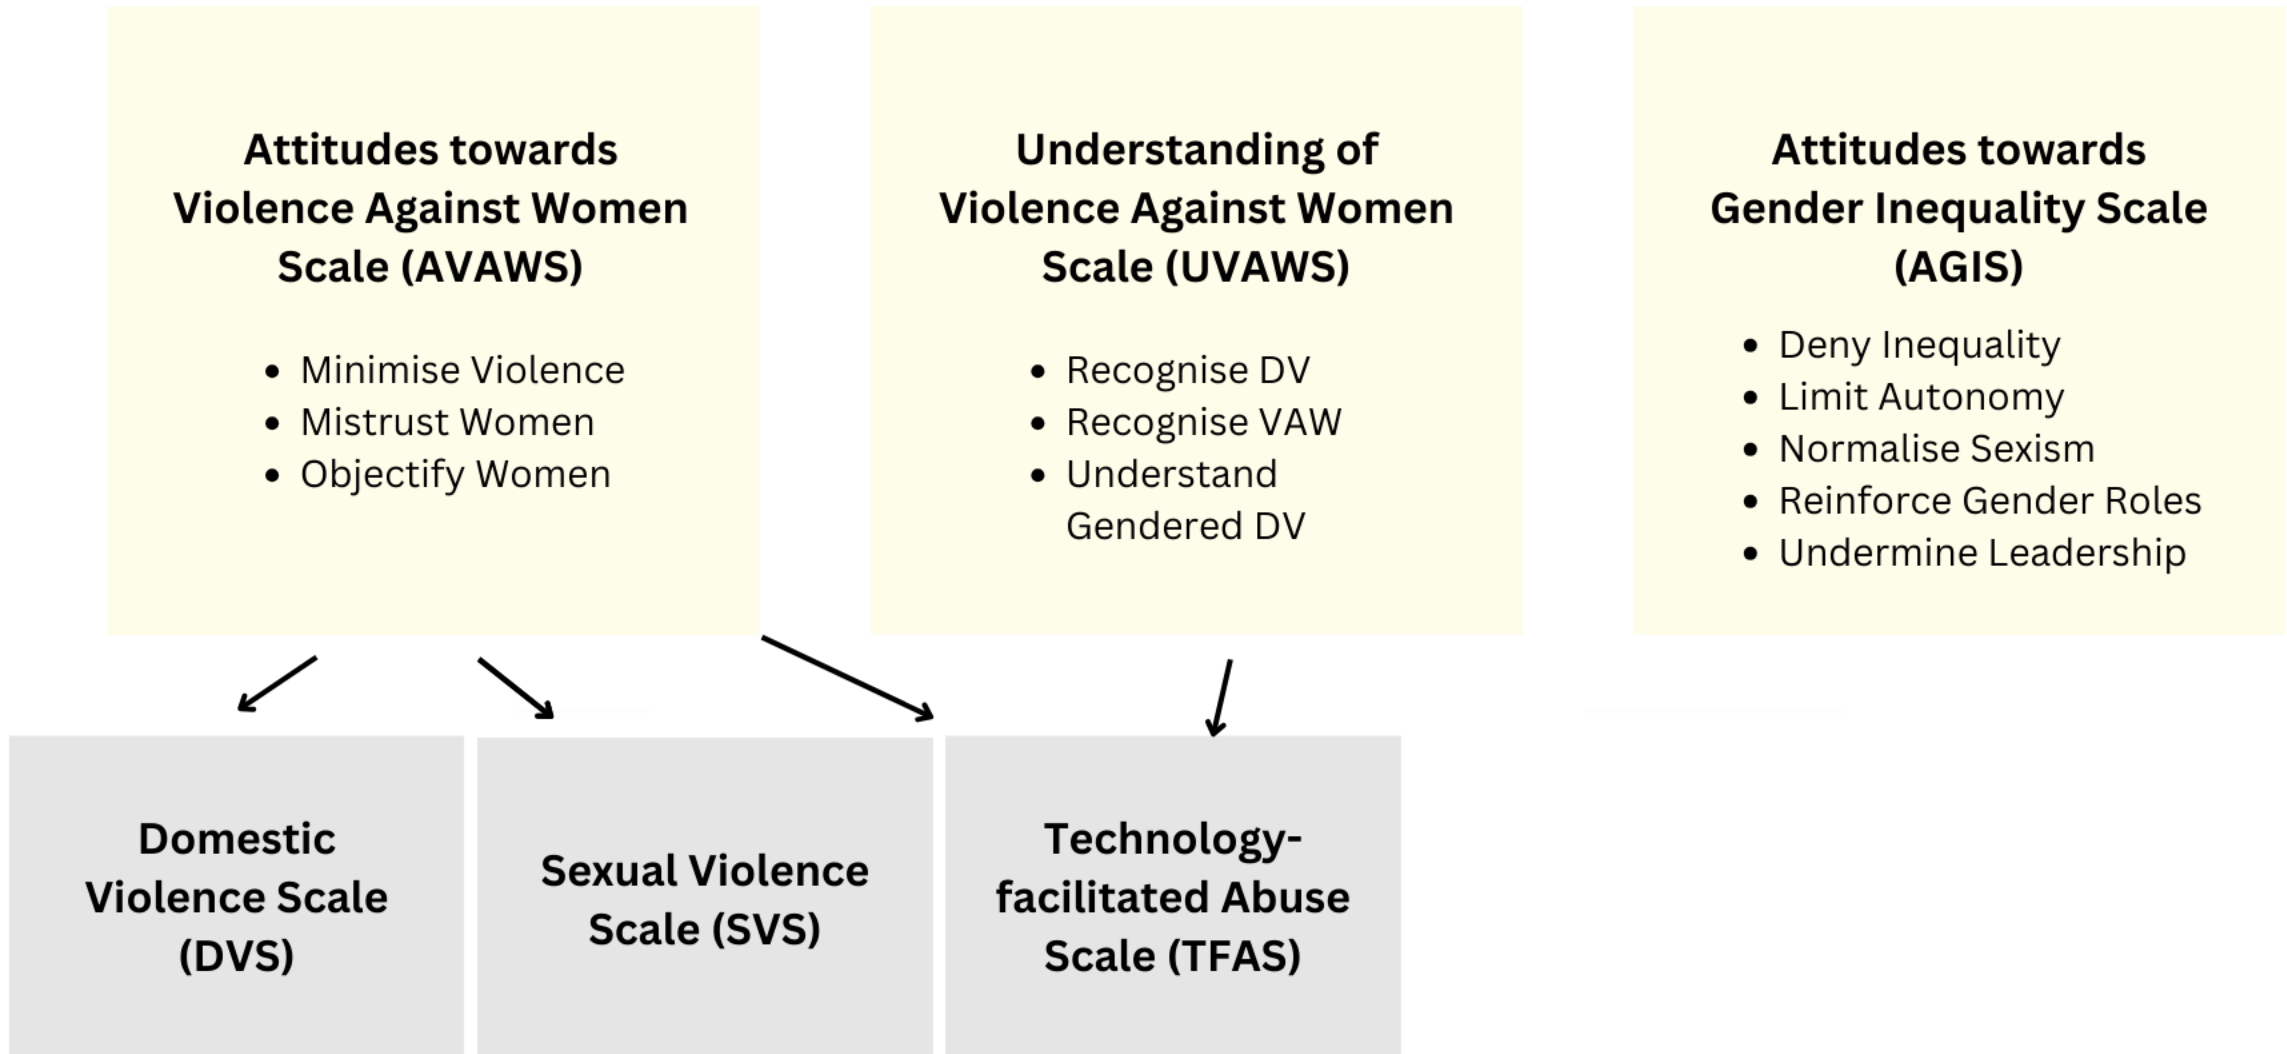 Attitudes towards
Violence Against Women
Scale (AVAWS)
• Minimise Violence
• Mistrust Women
• Objectify Women
Understanding of
Violence Against Women
Scale (UVAWS)
• Recognise DV
• Recognise VAW
• Understand
Gendered DV
Attitudes towards
Gender Inequality Scale
(AGIS)
• Deny Inequality
• Limit Autonomy
• Normalise Sexism
• Reinforce Gender Roles
• Undermine Leadership
Domestic
Violence Scale
(DVS)
Sexual Violence
Scale (SVS)
Technology-
facilitated Abuse
Scale (TFAS)